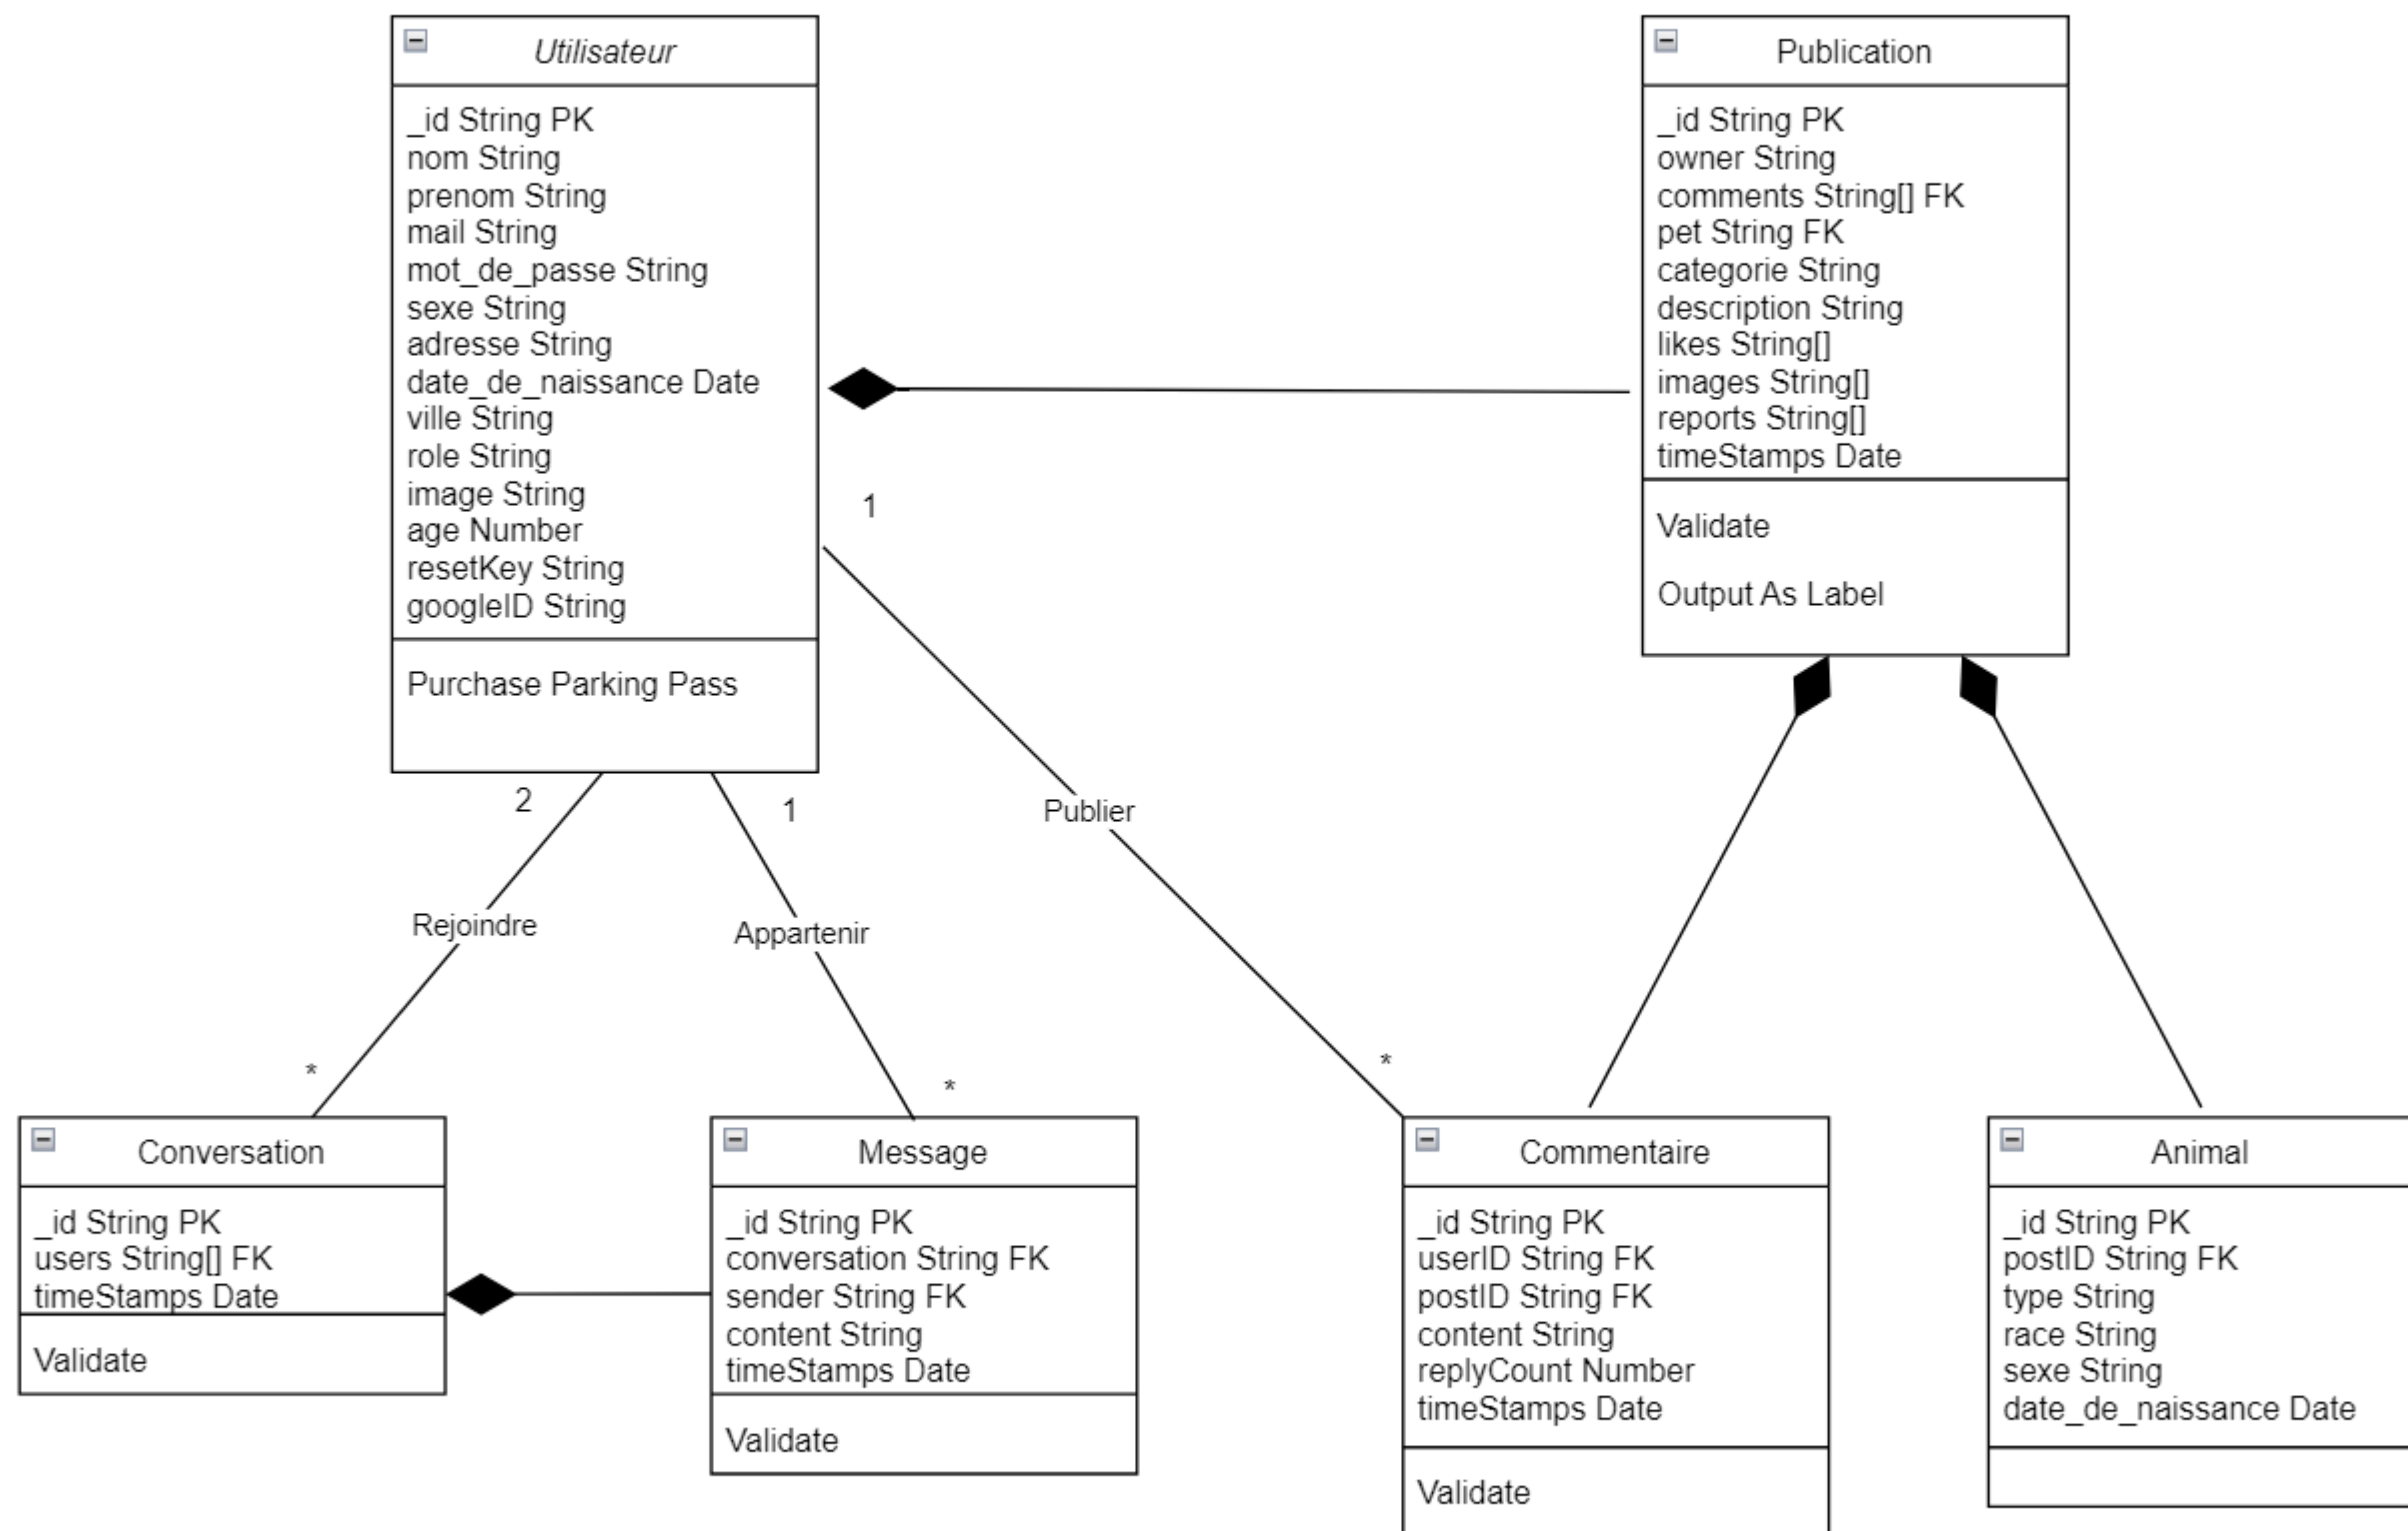 Utilisateur
_id String PK
nom String
prenom String
mail String
mot_de_passe String
sexe String
adresse String
date_de_naissance Date
ville String
role String
image String
age Number
resetKey String
googleID String
Purchase Parking Pass
Publication
_id String PK
owner String
comments String[] FK
pet String FK
categorie String
description String
likes String[]
images String[]
reports String[]
timeStamps Date
Validate
Output As Label
1
2
1
Publier
Rejoindre
Appartenir
*
*
*
Conversation
_id String PK
users String[] FK
timeStamps Date
Validate
Message
_id String PK
conversation String FK
sender String FK
content String
timeStamps Date
Validate
Commentaire
_id String PK
userID String FK
postID String FK
content String
replyCount Number
timeStamps Date
Validate
Animal
_id String PK
postID String FK
type String
race String
sexe String
date_de_naissance Date